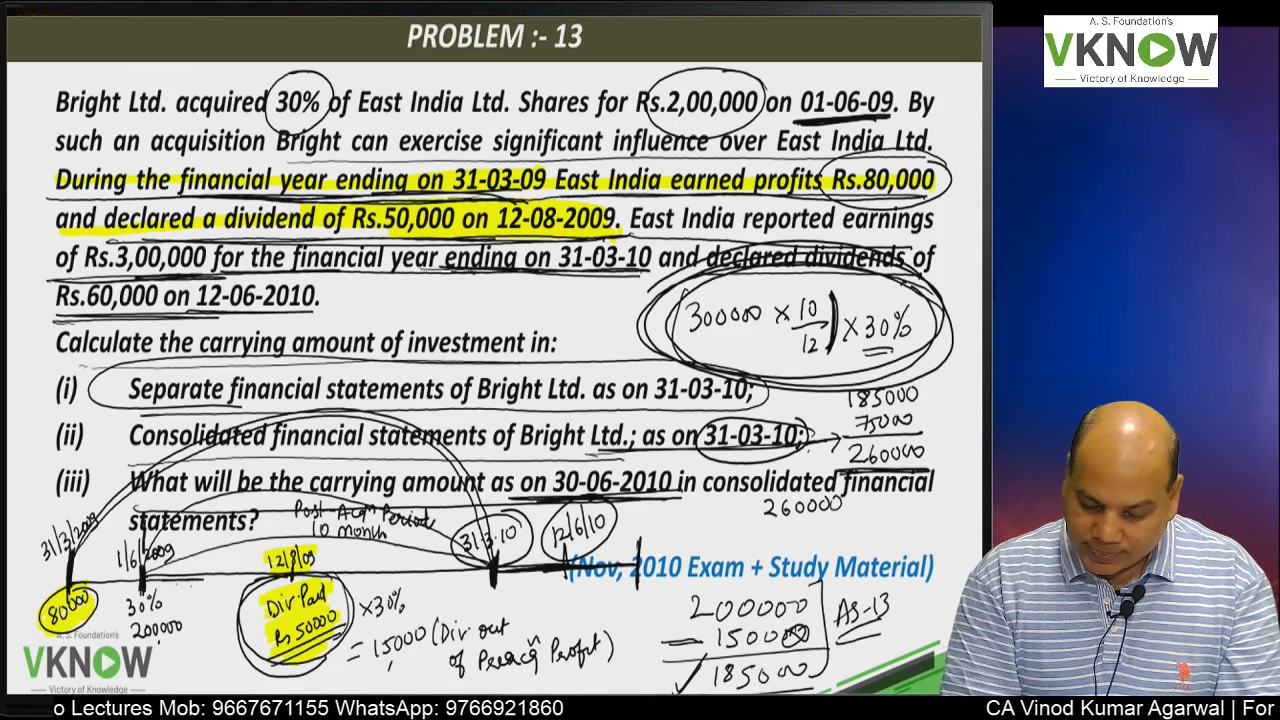 PROBLEM :- 13
A. S. Foundation's
VKNOW
Victory of Knowledge
Bright Ltd. acquired 30% of East India Ltd. Shares for Rs.2,00,000 on 01-06-09. By
such an acquisition Bright can exercise significant influence over East India Ltd.
During the financial year ending on 31-03-09 East India earned profits Rs.80,000
and declared a dividend of Rs.50,000 on 12-08-2009. East India reported earnings
of Rs.3,00,000 for the financial year ending on 31-03-10 and declared dividends of
Rs.60,000 on 12-06-2010.
300000 × 10/12 × 30%
Calculate the carrying amount of investment in:
(i) Separate financial statements of Bright Ltd. as on 31-03-10;
185000
75000
(ii) Consolidated financial statements of Bright Ltd.; as on 31-03-10;
260000
(iii) What will be the carrying amount as on 30-06-2010 in consolidated financial
statements?
260000
Post-Acqn Period
10 month
31/3/2009
1/6/2009
12/8/09
31·3·10
12/6/10
(Nov, 2010 Exam + Study Material)
80000
30%
200000
Div. Paid
Rs 50000
×30%
= 15000 (Div out
of Preacqn Profit)
200000
– 15000
185000
AS-13
A. S. Foundation's
VKNOW
Victory of Knowledge
o Lectures Mob: 9667671155 WhatsApp: 9766921860
CA Vinod Kumar Agarwal | For